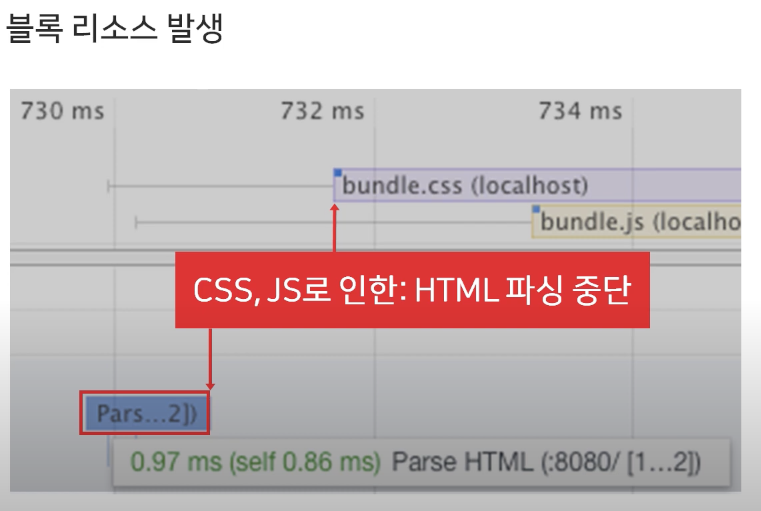 블록 리소스 발생
730 ms 732 ms 734 ms
bundle.css (localhost)
bundle.js (localho
CSS, JS로 인한: HTML 파싱 중단
Pars...2])
0.97 ms (self 0.86 ms) Parse HTML (:8080/ [1...2])